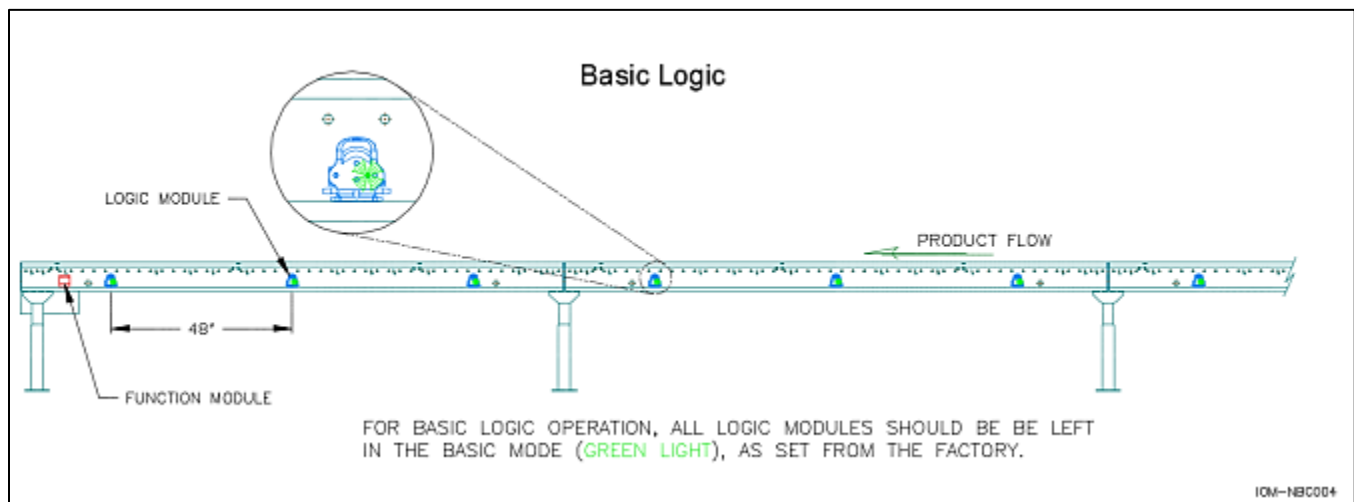 Basic Logic
LOGIC MODULE
PRODUCT FLOW
48"
FUNCTION MODULE
FOR BASIC LOGIC OPERATION, ALL LOGIC MODULES SHOULD BE BE LEFT
IN THE BASIC MODE (GREEN LIGHT), AS SET FROM THE FACTORY.
IOM-NBC004